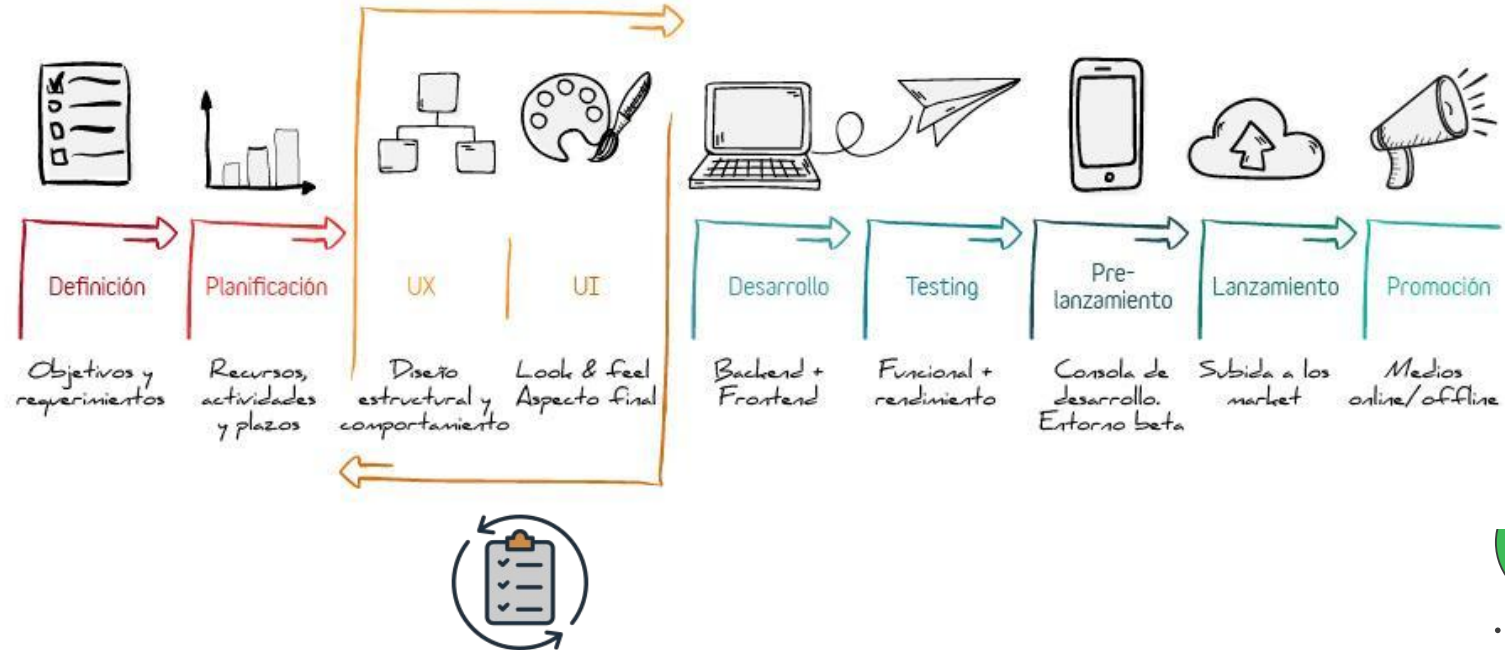 Definición
Objetivos y
requerimientos
Planificación
Recursos,
actividades
y plazos
UX
Diseño
estructural y
comportamiento
UI
Look & feel
Aspecto final
Desarrollo
Backend +
Frontend
Testing
Funcional +
rendimiento
Pre-
lanzamiento
Consola de
desarrollo.
Entorno beta
Lanzamiento
Subida a los
market
Promoción
Medios
online/offline